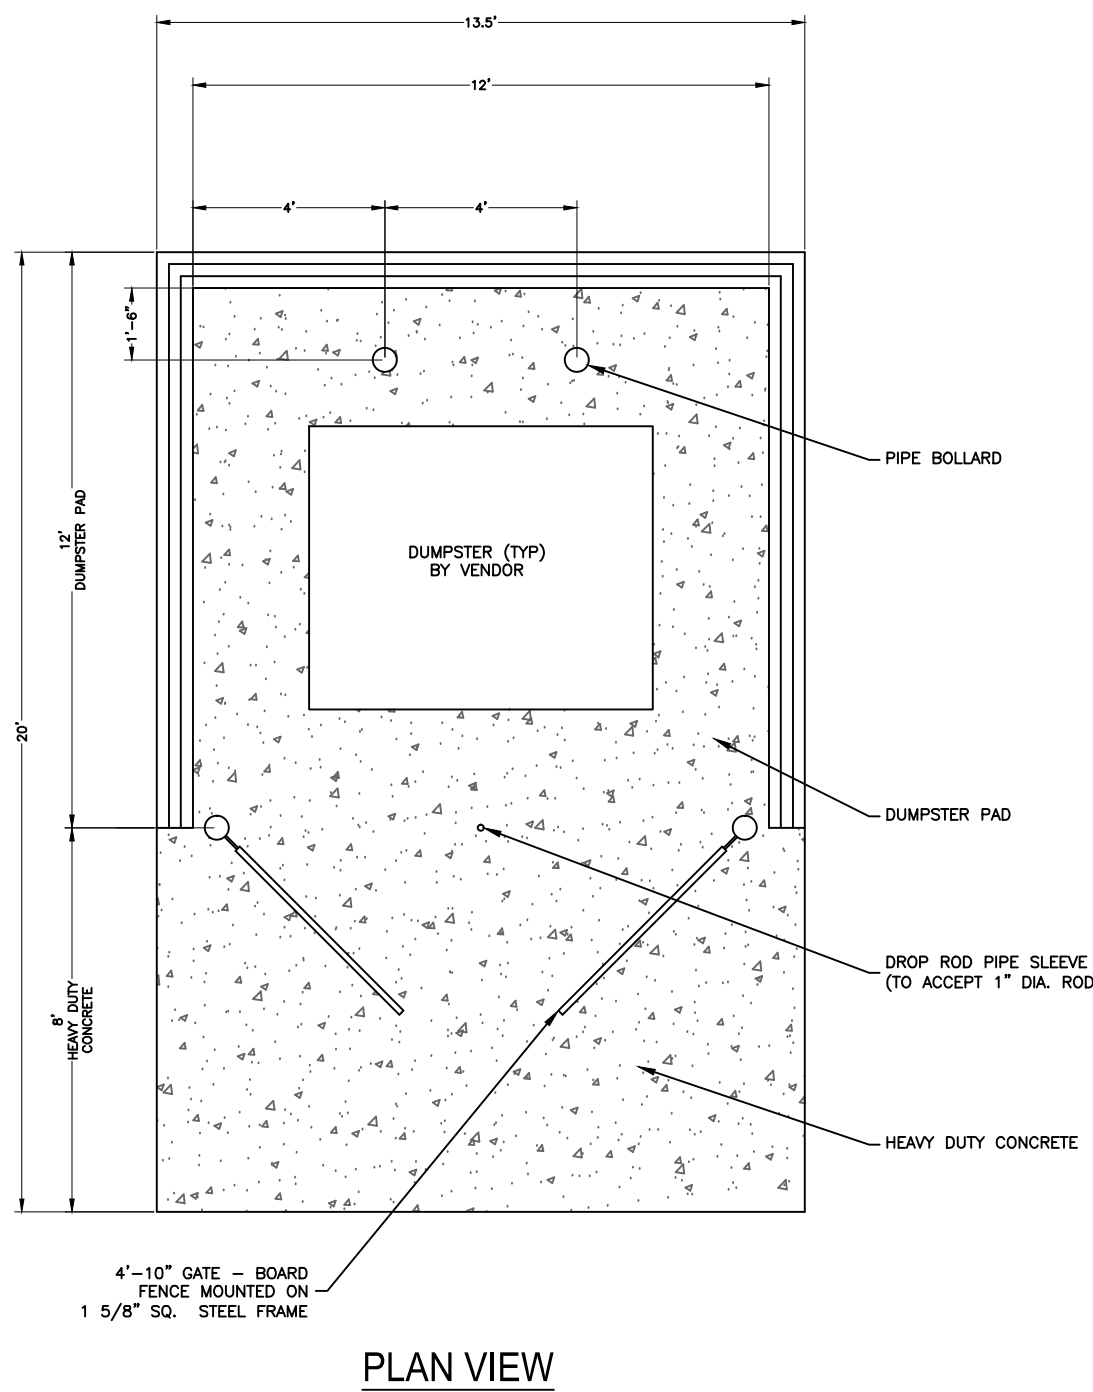 13.5'
12'
4'
4'
1'-6"
PIPE BOLLARD
12'
DUMPSTER PAD
DUMPSTER (TYP)
BY VENDOR
20'
DUMPSTER PAD
DROP ROD PIPE SLEEVE
(TO ACCEPT 1" DIA. ROD
8'
HEAVY DUTY
CONCRETE
HEAVY DUTY CONCRETE
4'-10" GATE - BOARD
FENCE MOUNTED ON
1 5/8" SQ. STEEL FRAME
PLAN VIEW